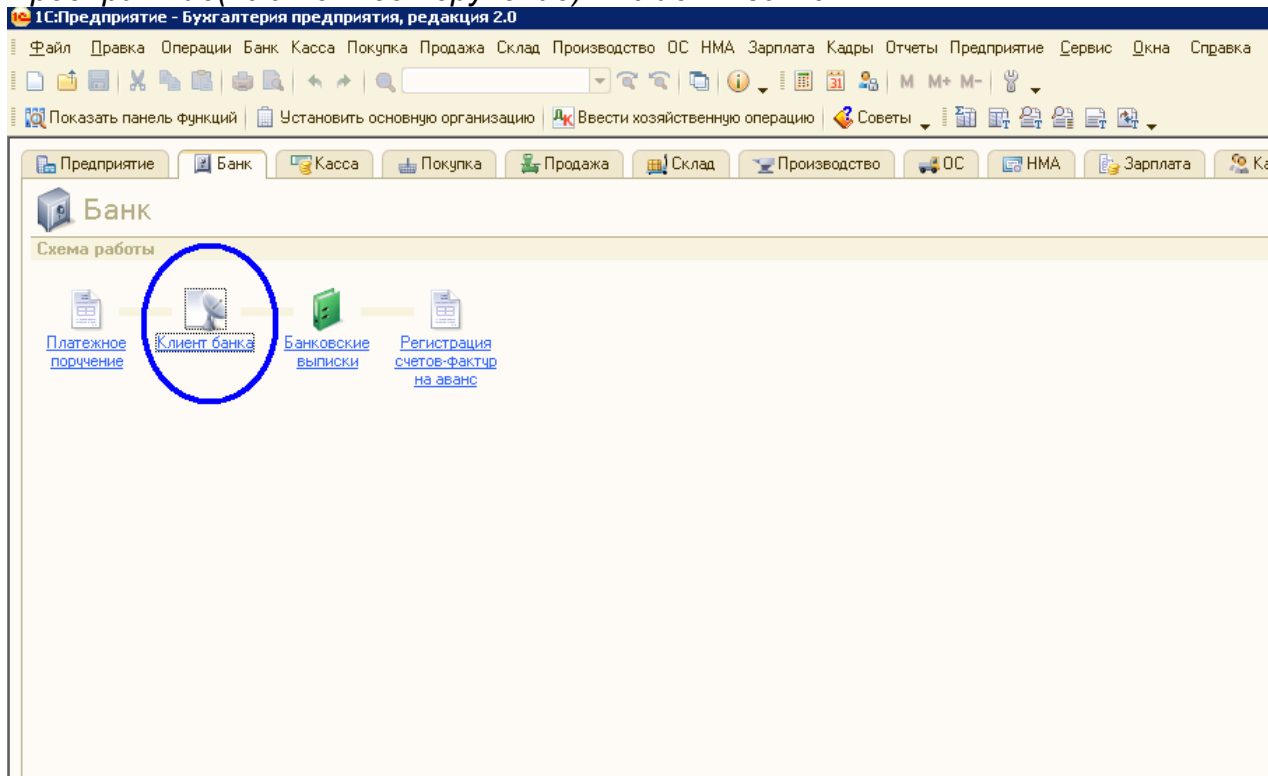 1С:Предприятие - Бухгалтерия предприятия, редакция 2.0
Файл Правка Операции Банк Касса Покупка Продажа Склад Производство ОС НМА Зарплата Кадры Отчеты Предприятие Сервис Окна Справка
M M+ M-
Показать панель функций Установить основную организацию Ввести хозяйственную операцию Советы
Предприятие Банк Касса Покупка Продажа Склад Производство ОС НМА Зарплата Ка
Банк
Схема работы
Платежное Клиент банка Банковские Регистрация
поручение выписки счетов-фактур
на аванс